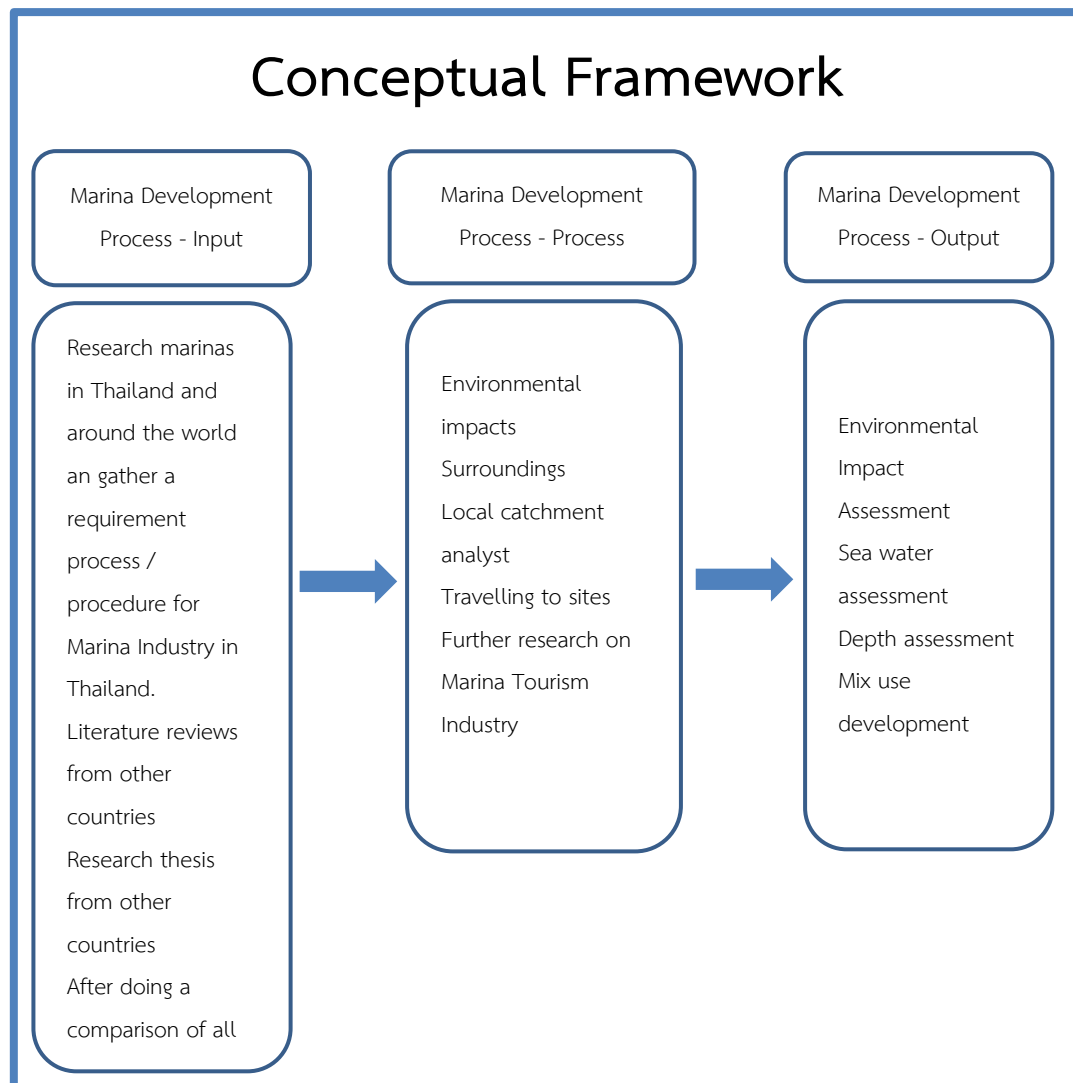 Conceptual Framework
Marina Development
Process - Input
Marina Development
Process - Process
Marina Development
Process - Output
Research marinas
in Thailand and
around the world
an gather a
requirement
process /
procedure for
Marina Industry in
Thailand.
Literature reviews
from other
countries
Research thesis
from other
countries
After doing a
comparison of all
Environmental
impacts
Surroundings
Local catchment
analyst
Travelling to sites
Further research on
Marina Tourism
Industry
Environmental
Impact
Assessment
Sea water
assessment
Depth assessment
Mix use
development